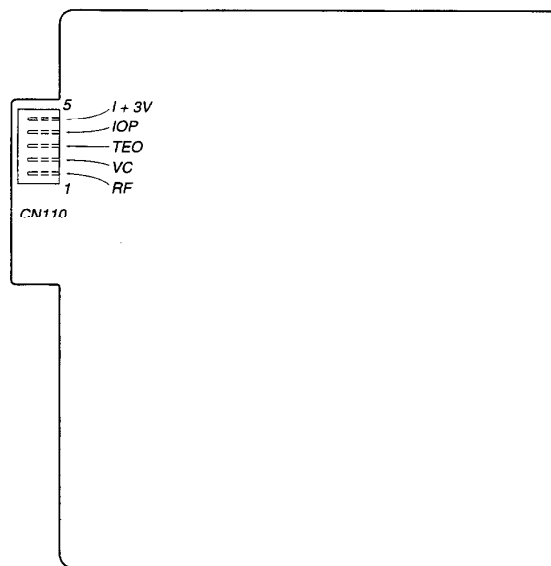 5 I + 3V
IOP
TEO
VC
1 RF
CN110